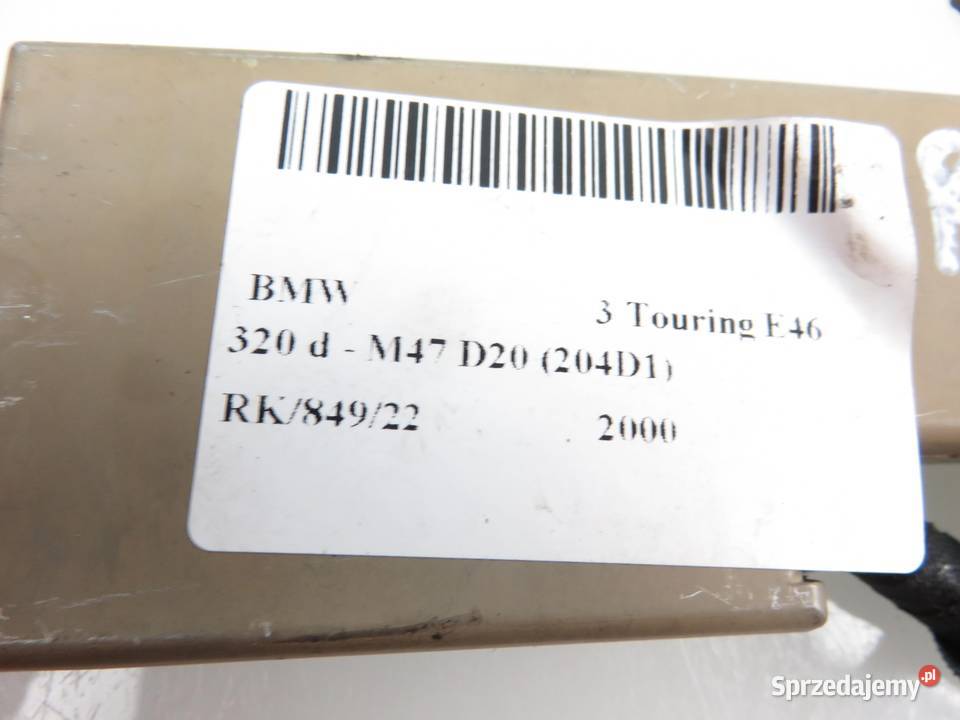 BMW 3 Touring E46
320 d - M47 D20 (204D1)
RK/849/22 2000
Sprzedajemy.pl